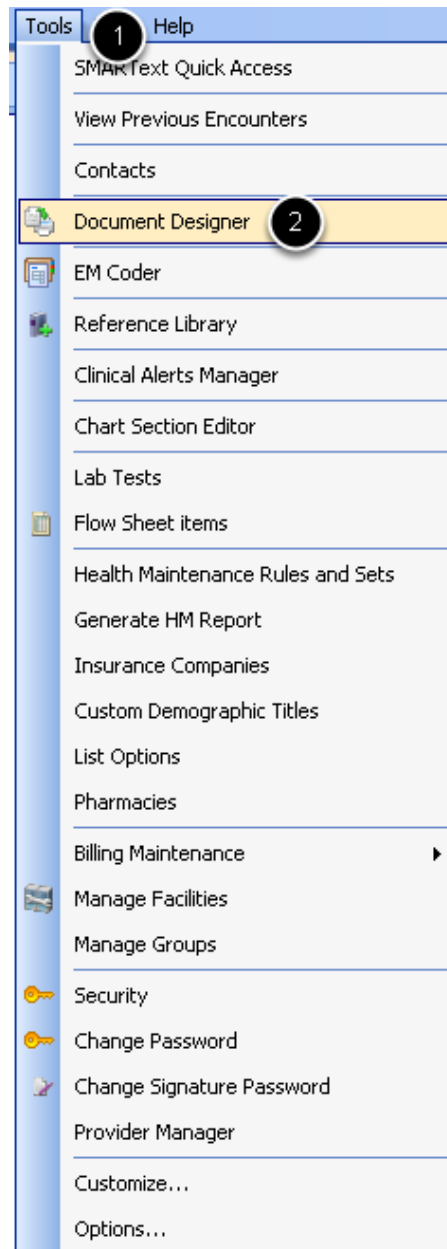 Tools 1 Help
SMARText Quick Access
View Previous Encounters
Contacts
Document Designer 2
EM Coder
Reference Library
Clinical Alerts Manager
Chart Section Editor
Lab Tests
Flow Sheet items
Health Maintenance Rules and Sets
Generate HM Report
Insurance Companies
Custom Demographic Titles
List Options
Pharmacies
Billing Maintenance
Manage Facilities
Manage Groups
Security
Change Password
Change Signature Password
Provider Manager
Customize...
Options...